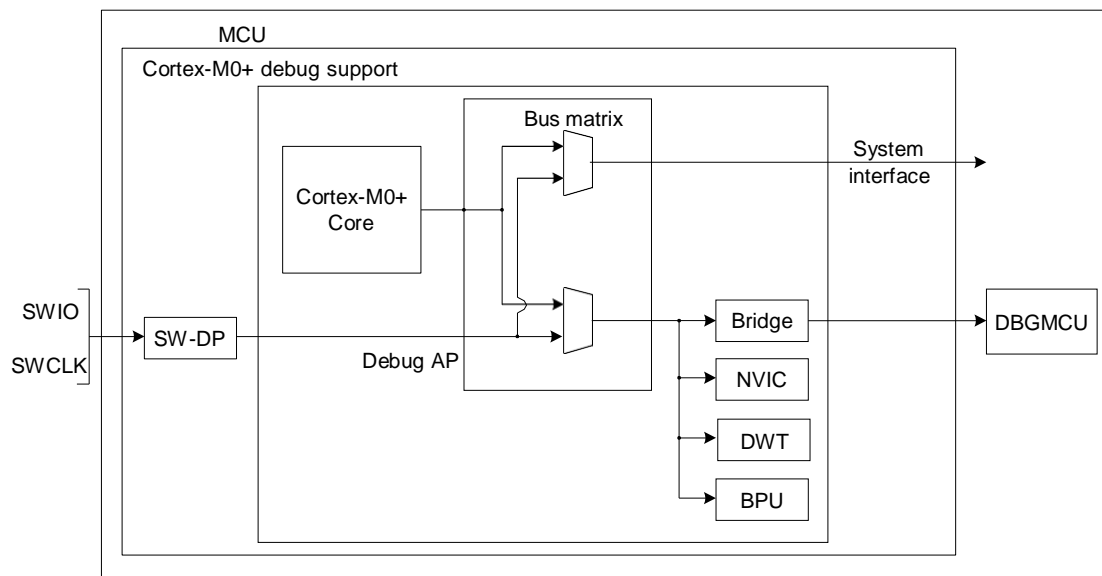 MCU
Cortex-M0+ debug support
Bus matrix
Cortex-M0+
Core
System
interface
SWIO
SWCLK
SW-DP
Debug AP
Bridge
NVIC
DWT
BPU
DBGMCU